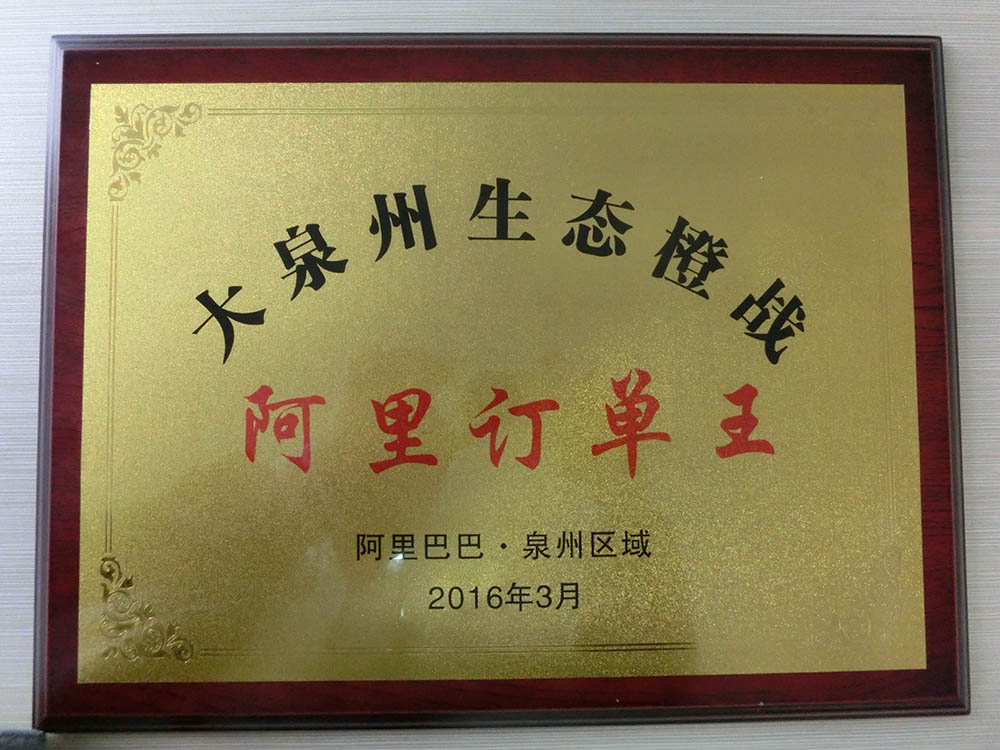 大泉州生态橙战
阿里订单王
阿里巴巴·泉州区域
2016年3月